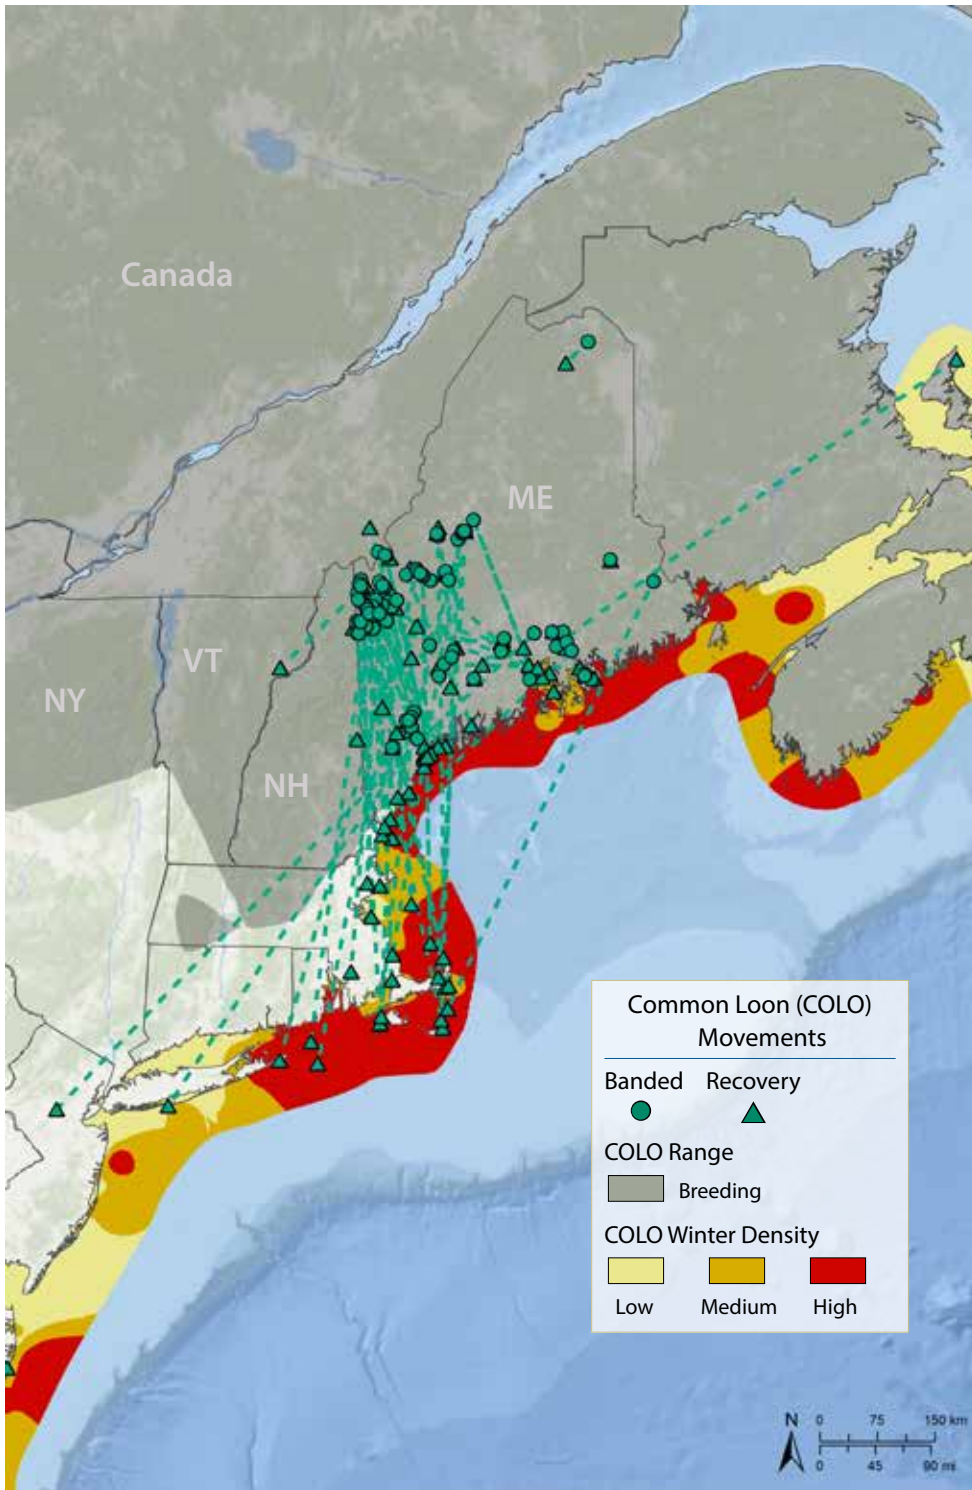 Canada
ME
VT
NY
NH
Common Loon (COLO)
Movements
Banded Recovery
COLO Range
Breeding
COLO Winter Density
Low Medium High
N 0 75 150 km
0 45 90 mi